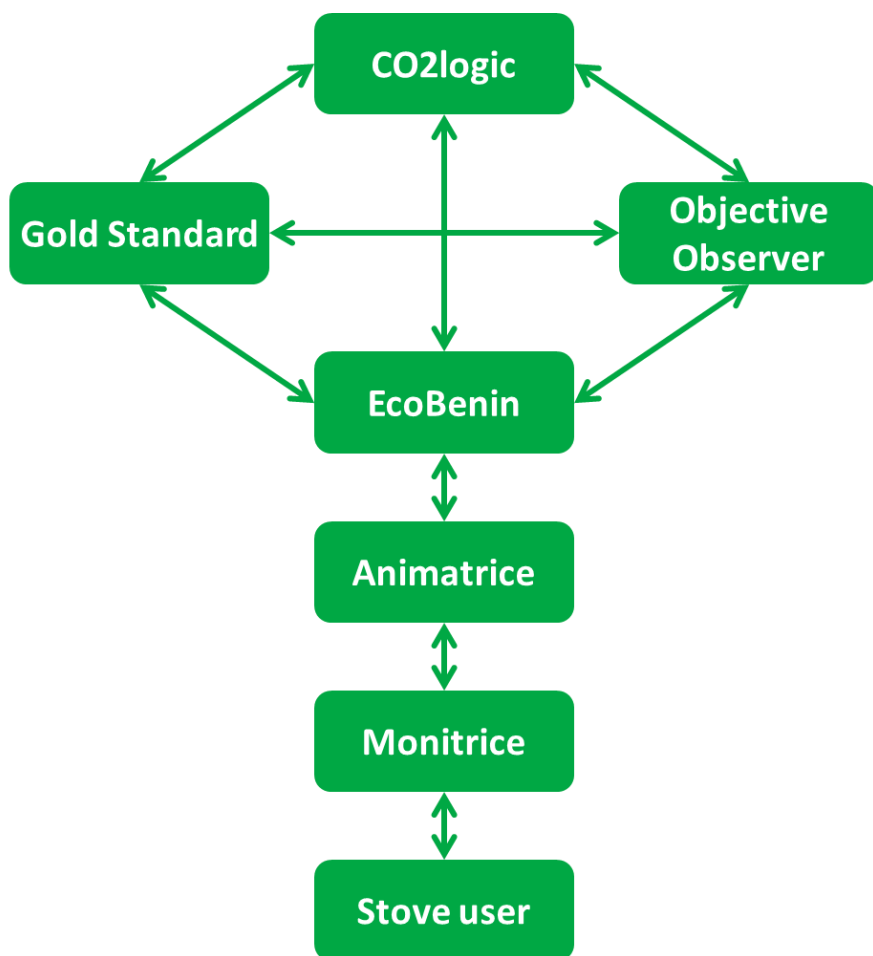 CO2logic
Gold Standard
Objective
Observer
EcoBenin
Animatrice
Monitrice
Stove user